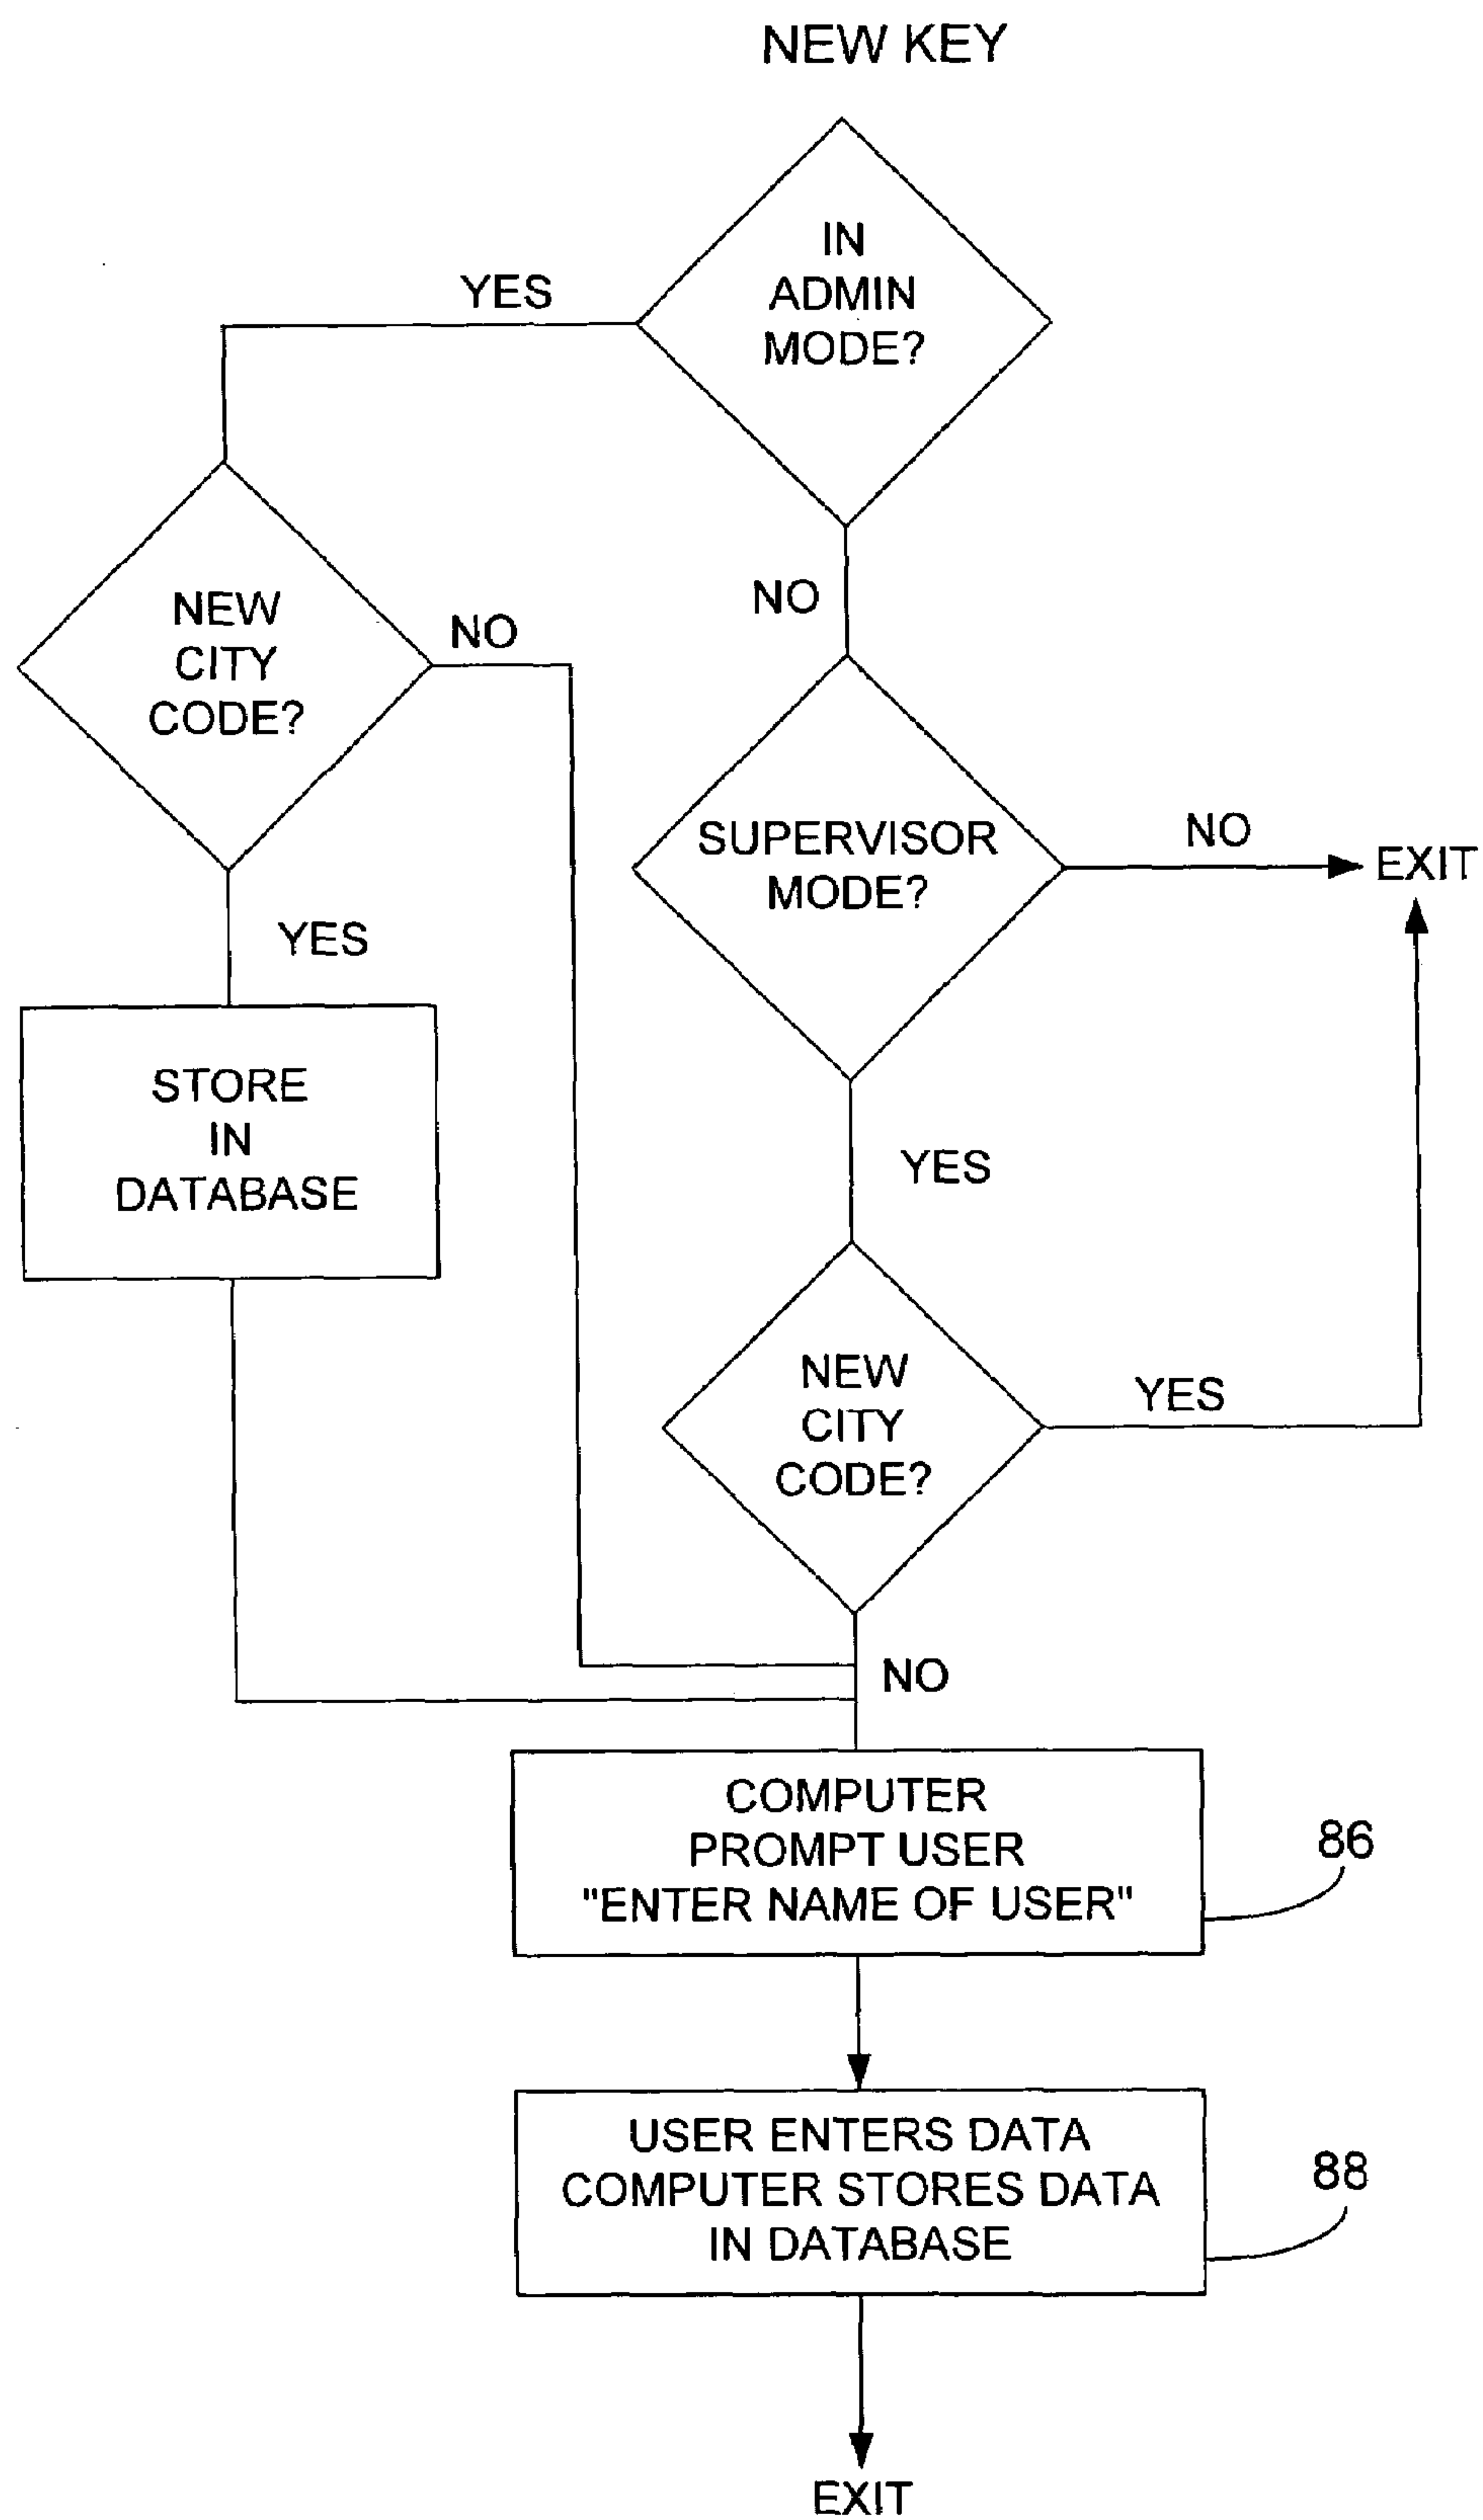 NEW KEY
IN
ADMIN
MODE?
YES
NO
NEW
CITY
CODE?
NO
YES
STORE
IN
DATABASE
SUPERVISOR
MODE?
NO
EXIT
YES
NEW
CITY
CODE?
YES
NO
COMPUTER
PROMPT USER
"ENTER NAME OF USER"
86
USER ENTERS DATA
COMPUTER STORES DATA
IN DATABASE
88
EXIT